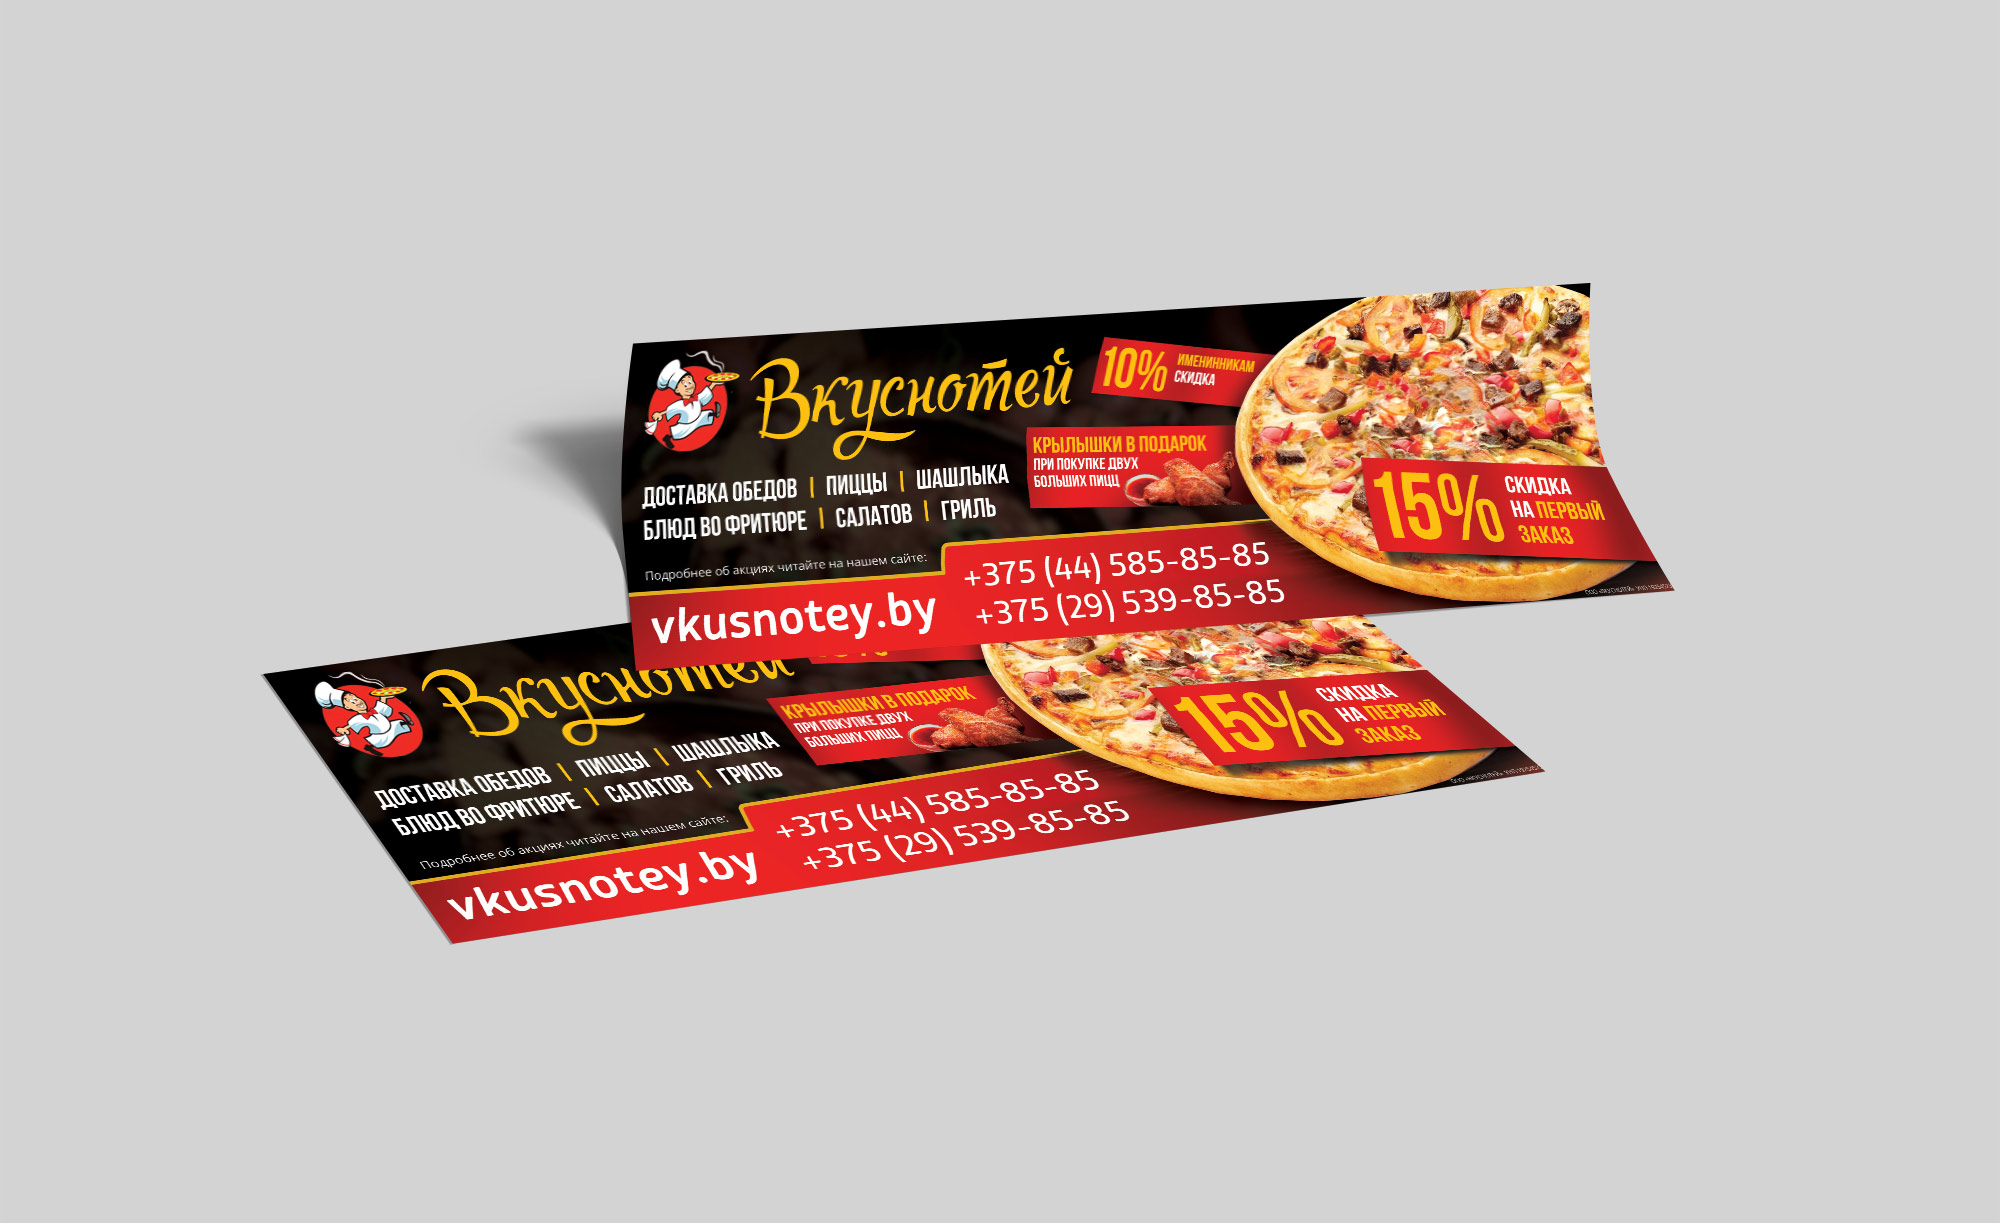 Вкуснотей
10% ИМЕНИННИКАМ
СКИДКА
КРЫЛЫШКИ В ПОДАРОК
ПРИ ПОКУПКЕ ДВУХ
БОЛЬШИХ ПИЦЦ
ДОСТАВКА ОБЕДОВ | ПИЦЦЫ | ШАШЛЫКА
БЛЮД ВО ФРИТЮРЕ | САЛАТОВ | ГРИЛЬ
15% СКИДКА
НА ПЕРВЫЙ
ЗАКАЗ
Подробнее об акциях читайте на нашем сайте:
vkusnotey.by
+375 (44) 585-85-85
+375 (29) 539-85-85
ООО «ВКУСНОТЕЙ»
Вкуснотей
КРЫЛЫШКИ В ПОДАРОК
ПРИ ПОКУПКЕ ДВУХ
БОЛЬШИХ ПИЦЦ
ДОСТАВКА ОБЕДОВ | ПИЦЦЫ | ШАШЛЫКА
БЛЮД ВО ФРИТЮРЕ | САЛАТОВ | ГРИЛЬ
15% СКИДКА
НА ПЕРВЫЙ
ЗАКАЗ
Подробнее об акциях читайте на нашем сайте:
vkusnotey.by
+375 (44) 585-85-85
+375 (29) 539-85-85
ООО «ВКУСНОТЕЙ»